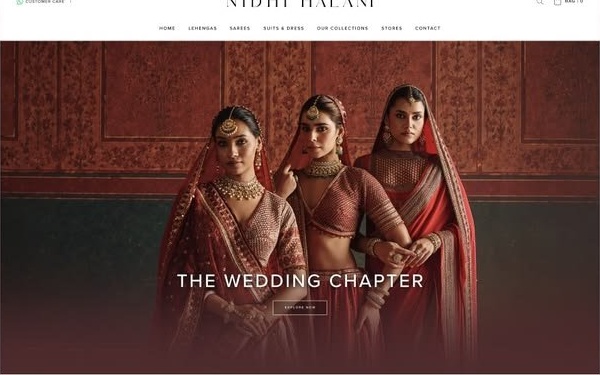 CUSTOMER CARE
NIDHI HALANI
BAG / 0
HOME LEHENGAS SAREES SUITS & DRESS OUR COLLECTIONS STORES CONTACT
THE WEDDING CHAPTER
EXPLORE NOW